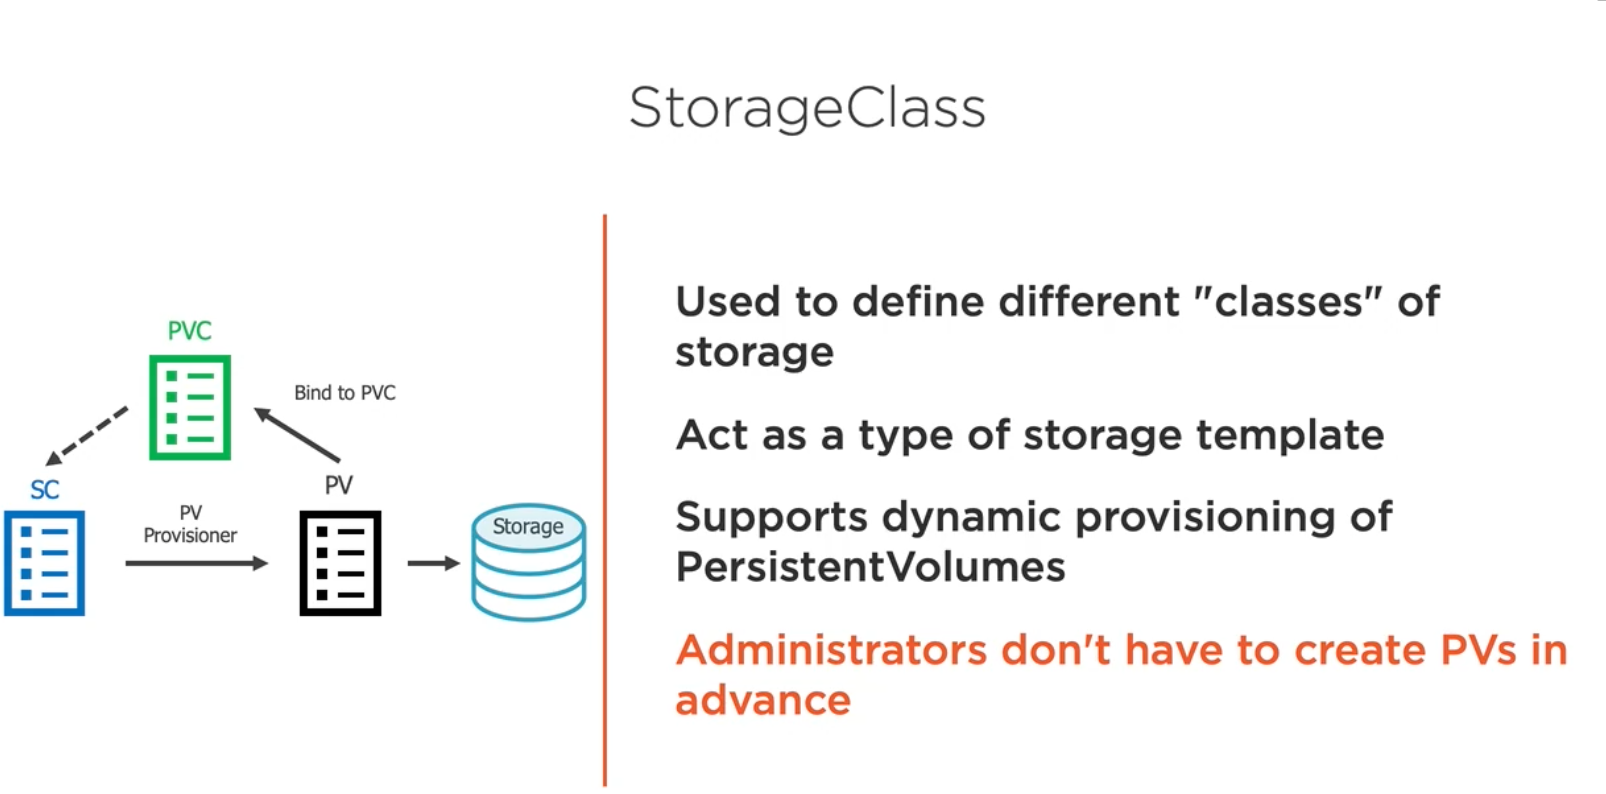 StorageClass
PVC
Bind to PVC
SC
PV
Provisioner
PV
Storage
Used to define different "classes" of
storage
Act as a type of storage template
Supports dynamic provisioning of
PersistentVolumes
Administrators don't have to create PVs in
advance